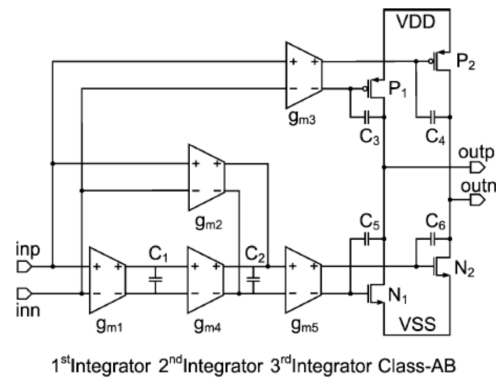 VDD
P2
P1
gm3
C3
C4
outp
outn
gm2
C5
C6
inp
C1
C2
N2
inn
N1
gm1
gm4
gm5
VSS
1stIntegrator 2ndIntegrator 3rdIntegrator Class-AB